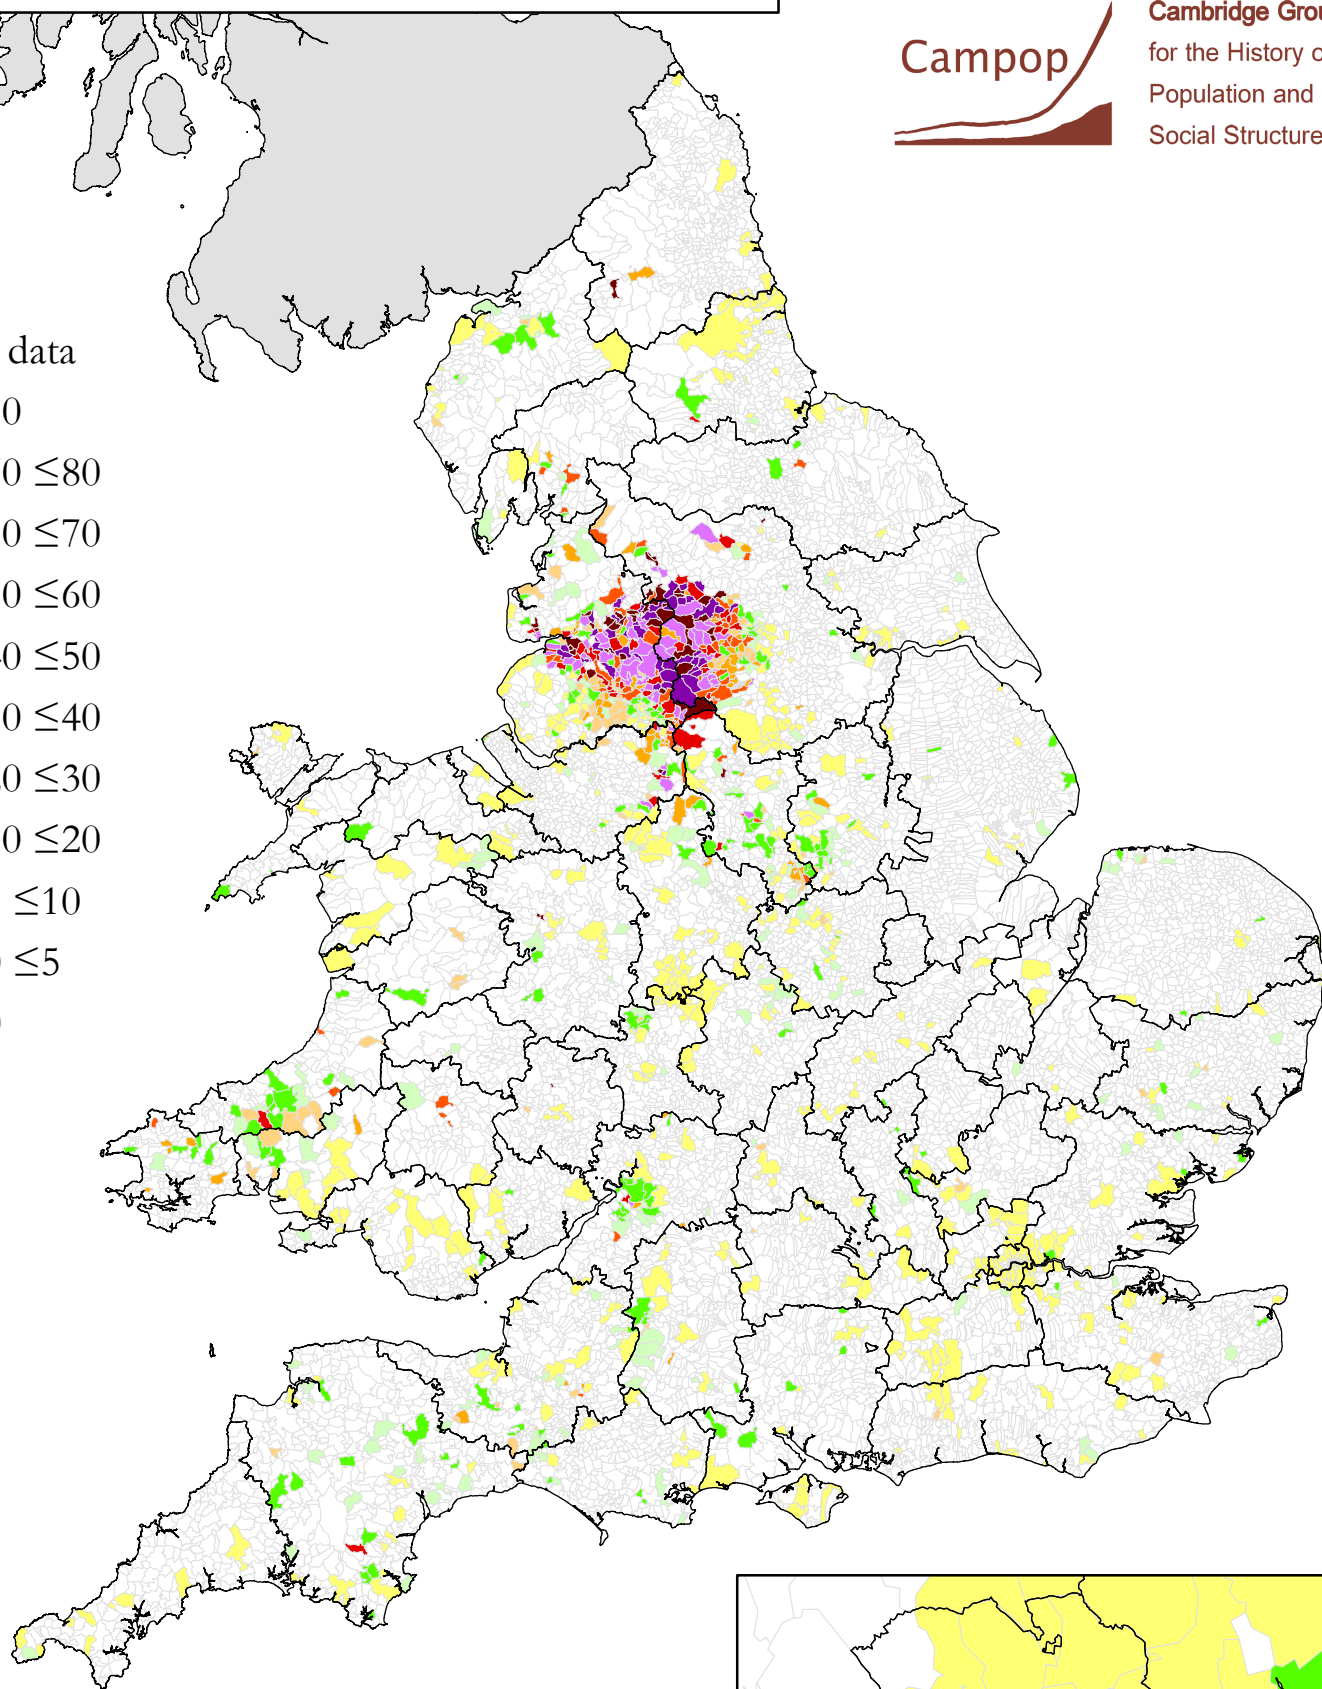 Campop
Cambridge Grou
for the History o
Population and
Social Structure
data
0
0 ≤80
0 ≤70
0 ≤60
0 ≤50
0 ≤40
0 ≤30
0 ≤20
≤10
≤5